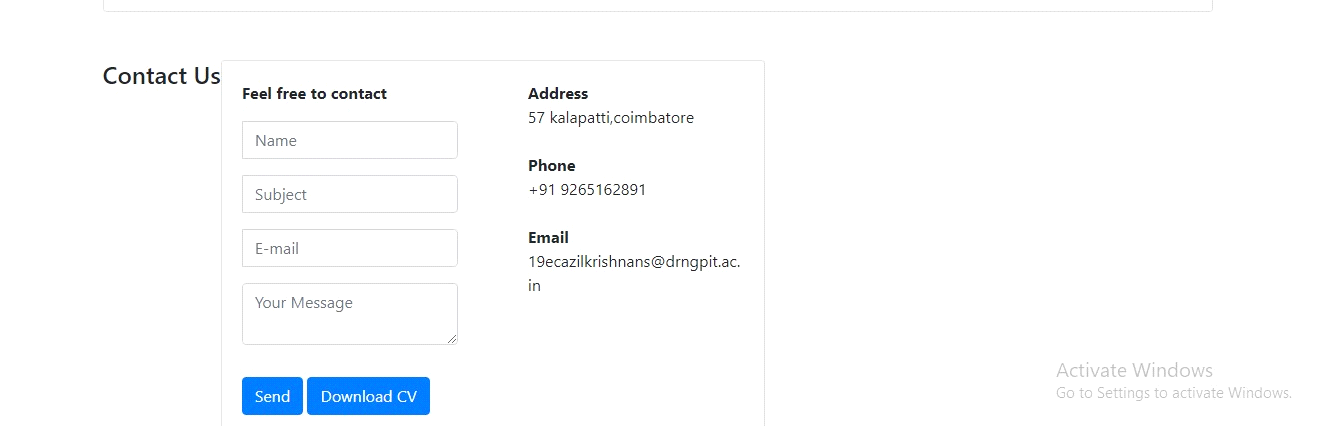 Contact Us
Feel free to contact
Name
Subject
E-mail
Your Message
Send
Download CV
Address
57 kalapatti,coimbatore
Phone
+91 9265162891
Email
19ecazilkrishnans@drngpit.ac.
in
Activate Windows
Go to Settings to activate Windows.